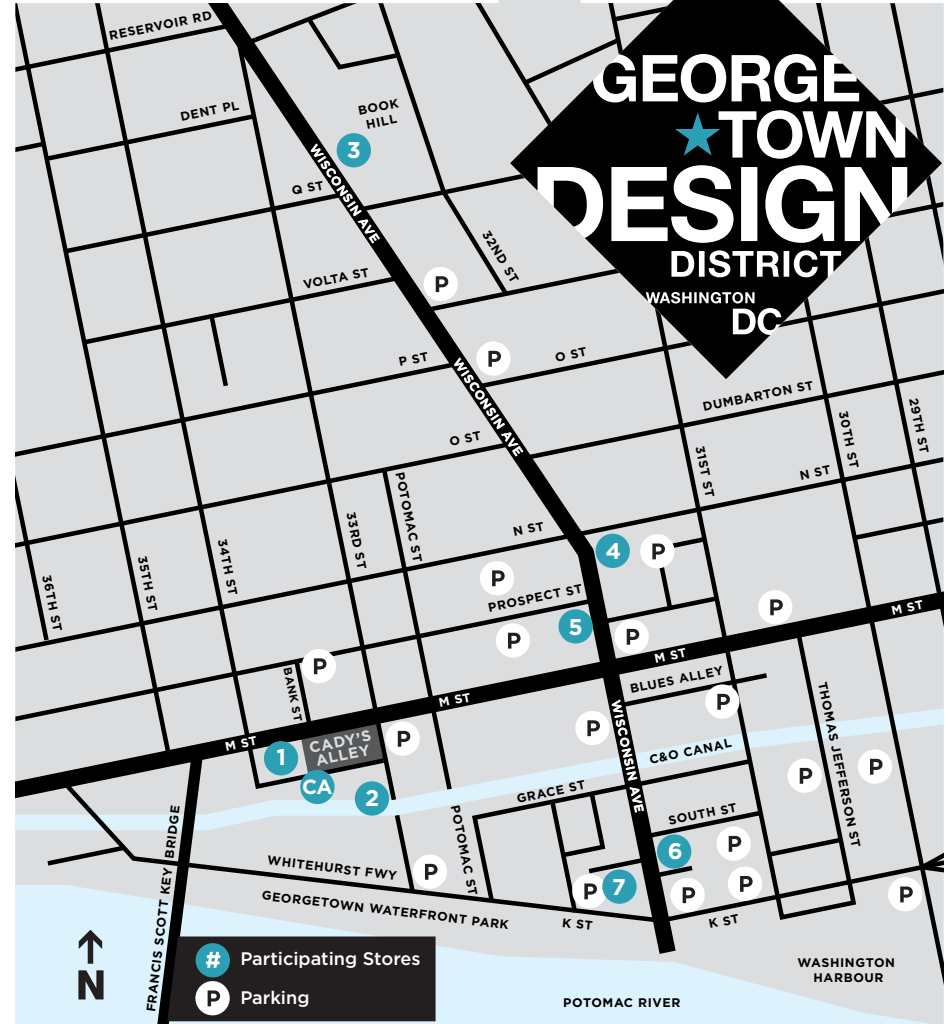 RESERVOIR RD
GEORGE
TOWN
DESIGN
DISTRICT
WASHINGTON
DC
DENT PL
BOOK
HILL
3
WISCONSIN AVE
Q ST
32ND ST
VOLTA ST
P
P
P ST
O ST
WISCONSIN AVE
DUMBARTON ST
O ST
31ST ST
30TH ST
29TH ST
N ST
POTOMAC ST
33RD ST
N ST
4
P
34TH ST
35TH ST
36TH ST
P
PROSPECT ST
5
P
P
P
M ST
M ST
P
BANK ST
BLUES ALLEY
P
M ST
M ST
1
CADY'S
ALLEY
P
P
WISCONSIN AVE
C&O CANAL
THOMAS JEFFERSON ST
P
P
CA
2
GRACE ST
SOUTH ST
POTOMAC ST
FRANCIS SCOTT KEY BRIDGE
6
P
WHITEHURST FWY
P
P
7
P
P
P
GEORGETOWN WATERFRONT PARK
K ST
K ST
N
# Participating Stores
P Parking
WASHINGTON
HARBOUR
POTOMAC RIVER